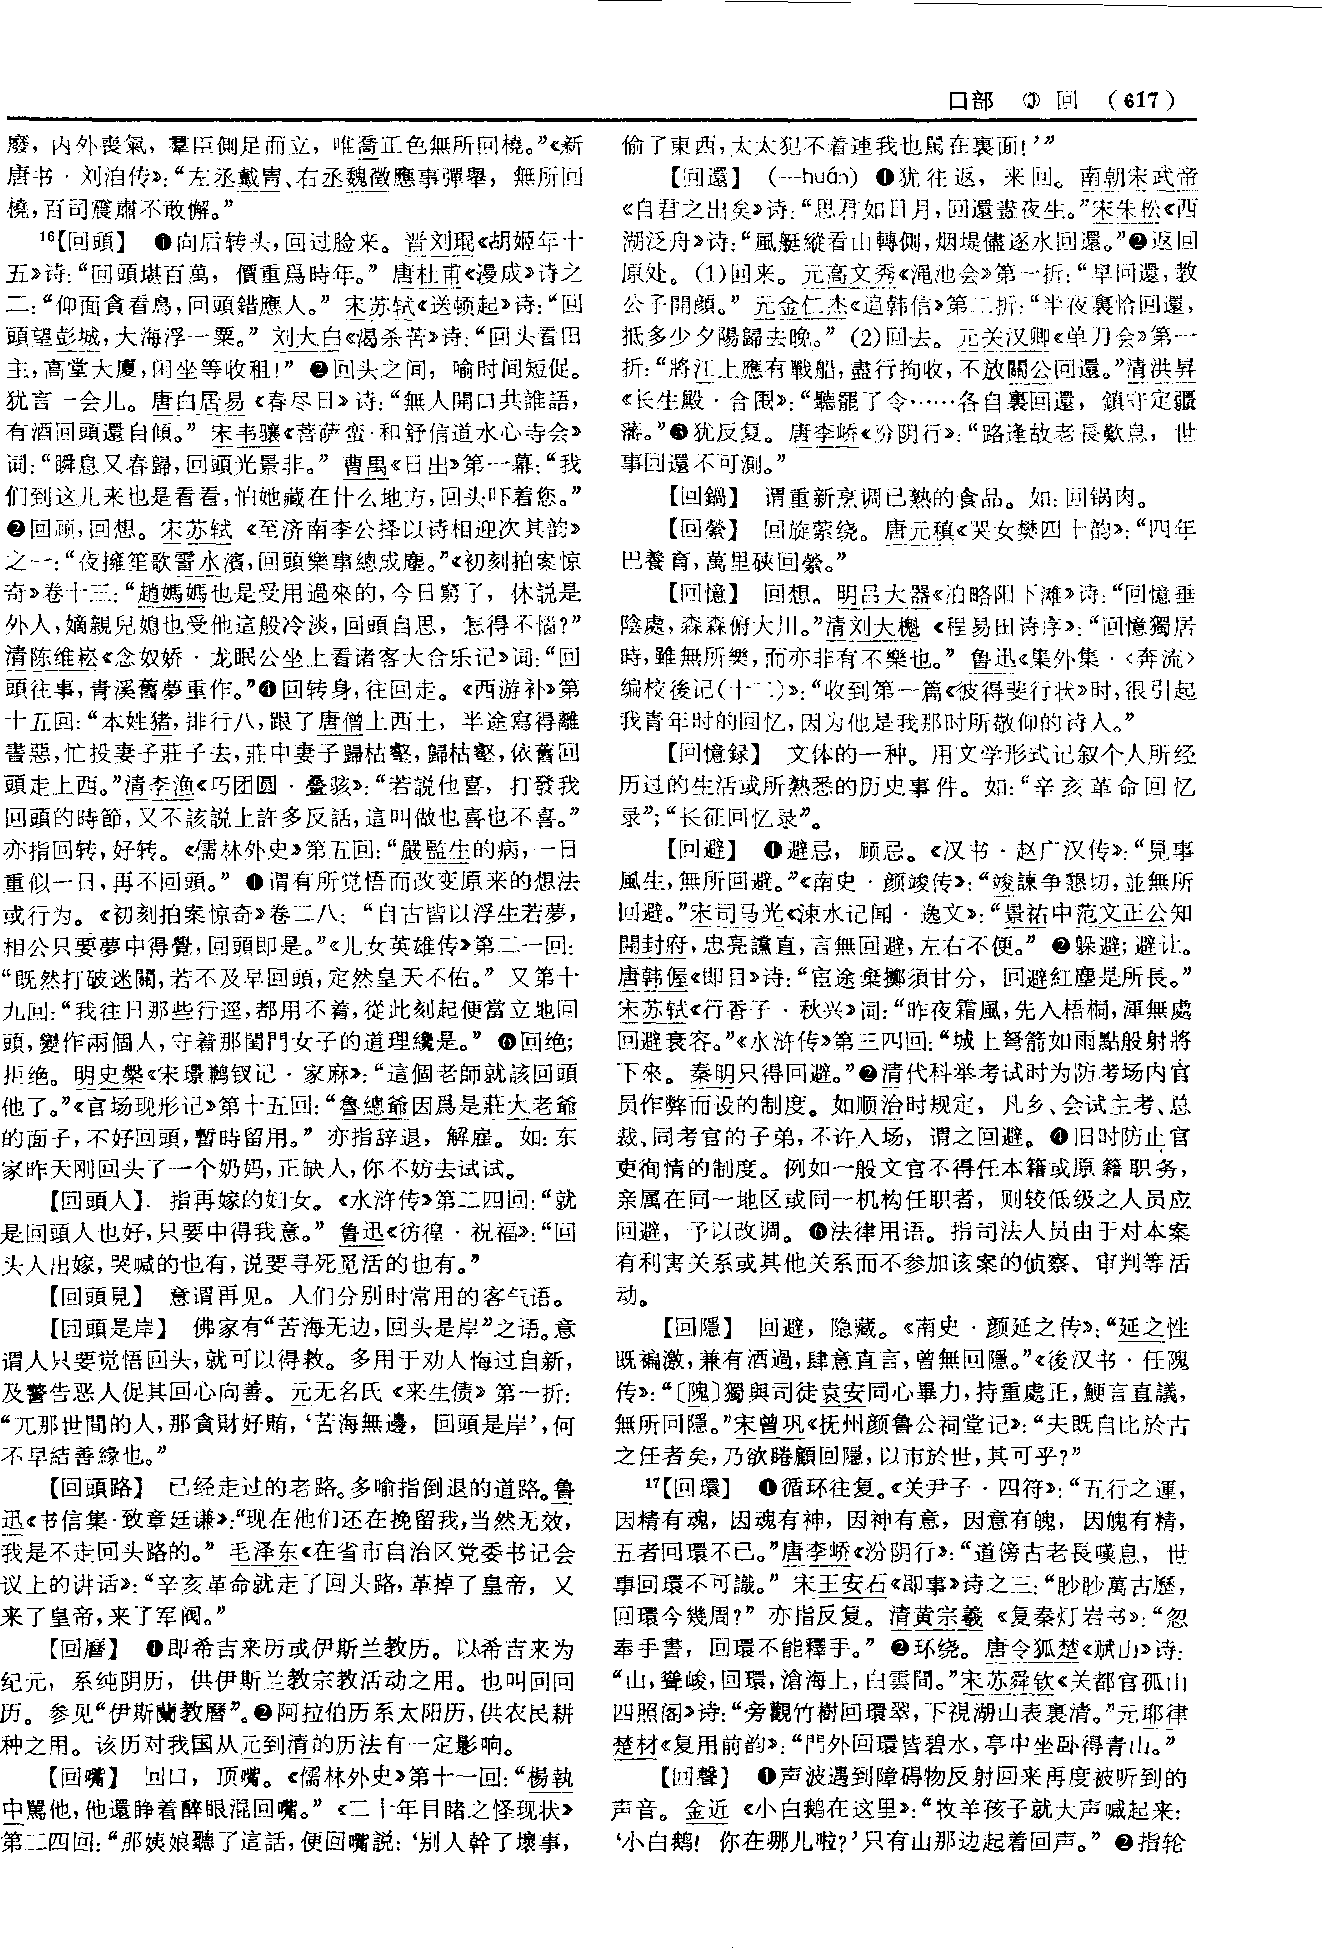 口部 ③ 回 (617)
廢，内外喪氣，羣臣側足而立，唯喬正色無所回橈。”《新
唐书·刘洎传》：“左丞戴胄、右丞魏徵應事彈舉，無所回
橈，百司震肅不敢懈。”
16【回頭】 ❶向后转头，回过脸来。晋刘琨《胡姬年十
五》诗：“回頭堪百萬，價重爲時年。” 唐杜甫《漫成》诗之
二：“仰面貪看鳥，回頭錯應人。” 宋苏轼《送顿起》诗：“回
頭望彭城，大海浮一粟。” 刘大白《渴杀苦》诗：“回头看田
主，高堂大廈，闲坐等收租！” ❷回头之间，喻时间短促。
犹言一会儿。唐白居易《春尽日》诗：“無人開口共誰語，
有酒回頭還自傾。” 宋韦骧《菩萨蛮·和舒信道水心寺会》
词：“瞬息又春歸，回頭光景非。” 曹禺《日出》第一幕：“我
们到这儿来也是看看，怕她藏在什么地方，回头吓着您。”
❷回顾，回想。宋苏轼《至济南李公择以诗相迎次其韵》
之一：“夜擁笙歌霅水濱，回頭樂事總成塵。”《初刻拍案惊
奇》卷十三：“趙媽媽也是受用過來的，今日窮了，休説是
外人，嫡親兒媳也受他這般冷淡，回頭自思，怎得不惱？”
清陈维崧《念奴娇·龙眠公坐上看诸客大合乐记》词：“回
頭往事，青溪舊夢重作。”❹回转身，往回走。《西游补》第
十五回：“本姓猪，排行八，跟了唐僧上西土，半途寫得離
書惡，忙投妻子莊子去，莊中妻子歸枯壑，歸枯壑，依舊回
頭走上西。”清李渔《巧团圆·叠骇》：“若説他喜，打發我
回頭的時節，又不該説上許多反話，這叫做也喜也不喜。”
亦指回转，好转。《儒林外史》第五回：“嚴監生的病，一日
重似一日，再不回頭。” ❶谓有所觉悟而改变原来的想法
或行为。《初刻拍案惊奇》卷二八：“自古皆以浮生若夢，
相公只要夢中得覺，回頭即是。”《儿女英雄传》第二一回：
“既然打破迷關，若不及早回頭，定然皇天不佑。” 又第十
九回：“我往日那些行逕，都用不着，從此刻起便當立地回
頭，變作兩個人，守着那閨門女子的道理纔是。” ❻回绝；
拒绝。明史槃《宋璟鹣钗记·家麻》：“這個老師就該回頭
他了。”《官场现形记》第十五回：“魯總爺因爲是莊大老爺
的面子，不好回頭，暫時留用。” 亦指辞退，解雇。如：东
家昨天刚回头了一个奶妈，正缺人，你不妨去试试。
【回頭人】 指再嫁的妇女。《水浒传》第二四回：“就
是回頭人也好，只要中得我意。” 鲁迅《彷徨·祝福》：“回
头人出嫁，哭喊的也有，说要寻死觅活的也有。”
【回頭見】 意谓再见。人们分别时常用的客气语。
【回頭是岸】 佛家有“苦海无边，回头是岸”之语。意
谓人只要觉悟回头，就可以得救。多用于劝人悔过自新，
及警告恶人促其回心向善。元无名氏《来生债》第一折：
“兀那世間的人，那貪財好賄，‘苦海無邊，回頭是岸’，何
不早結善緣也。”
【回頭路】 已经走过的老路。多喻指倒退的道路。鲁
迅《书信集·致章廷谦》：“现在他们还在挽留我，当然无效，
我是不走回头路的。” 毛泽东《在省市自治区党委书记会
议上的讲话》：“辛亥革命就走了回头路，革掉了皇帝，又
来了皇帝，来了军阀。”
【回曆】 ❶即希吉来历或伊斯兰教历。以希吉来为
纪元，系纯阴历，供伊斯兰教宗教活动之用。也叫回回
历。参见“伊斯蘭教曆”。❷阿拉伯历系太阳历，供农民耕
种之用。该历对我国从元到清的历法有一定影响。
【回嘴】 回口，顶嘴。《儒林外史》第十一回：“楊執
中駡他，他還睁着醉眼混回嘴。” 《二十年目睹之怪现状》
第二四回：“那姨娘聽了這話，便回嘴説：‘别人幹了壞事，
偷了東西，太太犯不着連我也駡在裏面！’”
【回還】 (—huán) ❶犹往返，来回。南朝宋武帝
《自君之出矣》诗：“思君如日月，回還晝夜生。”宋朱松《西
湖泛舟》诗：“風艇縱看山轉側，烟堤儘逐水回還。”❷返回
原处。(1)回来。元高文秀《渑池会》第一折：“早回還，教
公子開顔。” 元金仁杰《追韩信》第二折：“半夜裏恰回還，
抵多少夕陽歸去晚。” (2)回去。元关汉卿《单刀会》第一
折：“將江上應有戰船，盡行拘收，不放關公回還。”清洪昇
《长生殿·合围》：“聽罷了令……各自裏回還，鎮守定疆
藩。”❸犹反复。唐李峤《汾阴行》：“路逢故老長歎息，世
事回還不可測。”
【回鍋】 谓重新烹调已熟的食品。如：回锅肉。
【回縈】 回旋萦绕。唐元稹《哭女樊四十韵》：“四年
巴養育，萬里硤回縈。”
【回憶】 回想。明吕大器《泊略阳下滩》诗：“回憶垂
陰處，森森俯大川。”清刘大櫆《程易田诗序》：“回憶獨居
時，雖無所樂，而亦非有不樂也。” 鲁迅《集外集·〈奔流〉
编校後记(十二)》：“收到第一篇《彼得斐行状》时，很引起
我青年时的回忆，因为他是我那时所敬仰的诗人。”
【回憶録】 文体的一种。用文学形式记叙个人所经
历过的生活或所熟悉的历史事件。如：“辛亥革命回忆
录”；“长征回忆录”。
【回避】 ❶避忌，顾忌。《汉书·赵广汉传》：“見事
風生，無所回避。”《南史·颜竣传》：“竣諫争懇切，並無所
回避。”宋司马光《涑水记闻·逸文》：“景祐中范文正公知
開封府，忠亮讜直，言無回避，左右不便。” ❷躲避；避让。
唐韩偓《即目》诗：“宦途棄擲須甘分，回避紅塵是所長。”
宋苏轼《行香子·秋兴》词：“昨夜霜風，先入梧桐，渾無處
回避衰容。”《水浒传》第三四回：“城上弩箭如雨點般射將
下來。秦明只得回避。”❷清代科举考试时为防考场内官
员作弊而设的制度。如顺治时规定，凡乡、会试主考、总
裁、同考官的子弟，不许入场，谓之回避。❹旧时防止官
吏徇情的制度。例如一般文官不得任本籍或原籍职务，
亲属在同一地区或同一机构任职者，则较低级之人员应
回避，予以改调。❻法律用语。指司法人员由于对本案
有利害关系或其他关系而不参加该案的侦察、审判等活
动。
【回隱】 回避，隐藏。《南史·颜延之传》：“延之性
既褊激，兼有酒過，肆意直言，曾無回隱。”《後汉书·任隗
传》：“〔隗〕獨與司徒袁安同心畢力，持重處正，鯁言直議，
無所回隱。”宋曾巩《抚州颜鲁公祠堂记》：“夫既自比於古
之任者矣，乃欲睠顧回隱，以市於世，其可乎？”
17【回環】 ❶循环往复。《关尹子·四符》：“五行之運，
因精有魂，因魂有神，因神有意，因意有魄，因魄有精，
五者回環不已。”唐李峤《汾阴行》：“道傍古老長嘆息，世
事回環不可識。” 宋王安石《即事》诗之三：“眇眇萬古歷，
回環今幾周？” 亦指反复。清黄宗羲《复秦灯岩书》：“忽
奉手書，回環不能釋手。” ❷环绕。唐令狐楚《赋山》诗：
“山，聳峻，回環，滄海上，白雲間。”宋苏舜钦《关都官孤山
四照阁》诗：“旁觀竹樹回環翠，下視湖山表裏清。”元耶律
楚材《复用前韵》：“門外回環皆碧水，亭中坐卧得青山。”
【回聲】 ❶声波遇到障碍物反射回来再度被听到的
声音。金近《小白鹅在这里》：“牧羊孩子就大声喊起来：
‘小白鹅！你在哪儿啦？’只有山那边起着回声。” ❷指轮